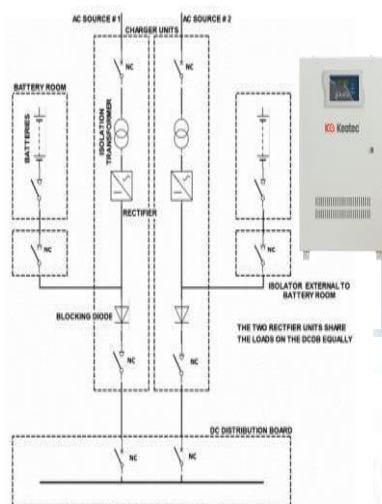 AC SOURCE # 1
AC SOURCE # 2
CHARGER UNITS
NC
NC
BATTERY ROOM
BATTERIES
ISOLATION
TRANSFORMER
KG Keatec
RECTIFIER
NC
NC
ISOLATOR EXTERNAL TO
BATTERY ROOM
BLOCKING DIODE
THE TWO RECTFIER UNITS SHARE
THE LOADS ON THE DCDB EQUALLY
NC
NC
DC DISTRIBUTION BOARD
NC
NC